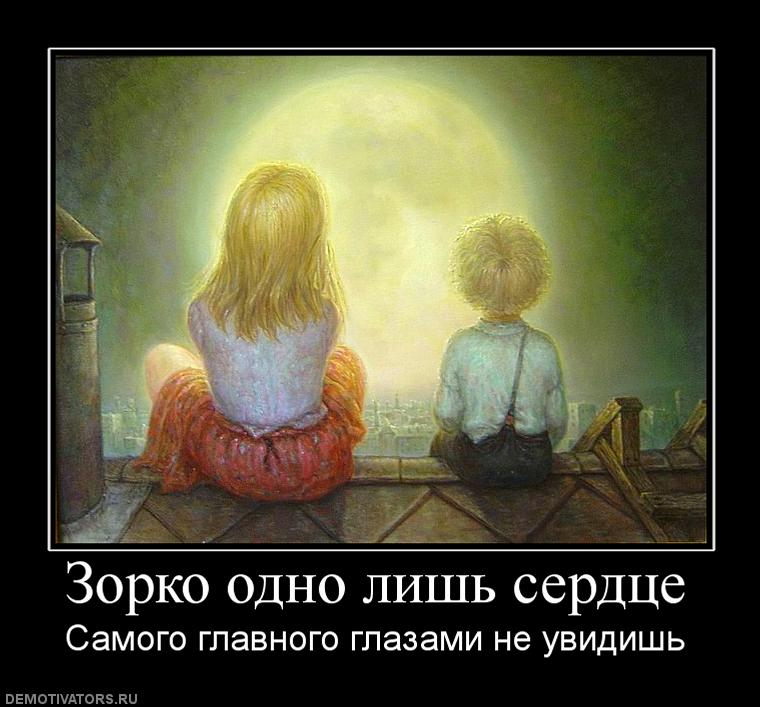 Зорко одно лишь сердце
Самого главного глазами не увидишь
DEMOTIVATORS.RU